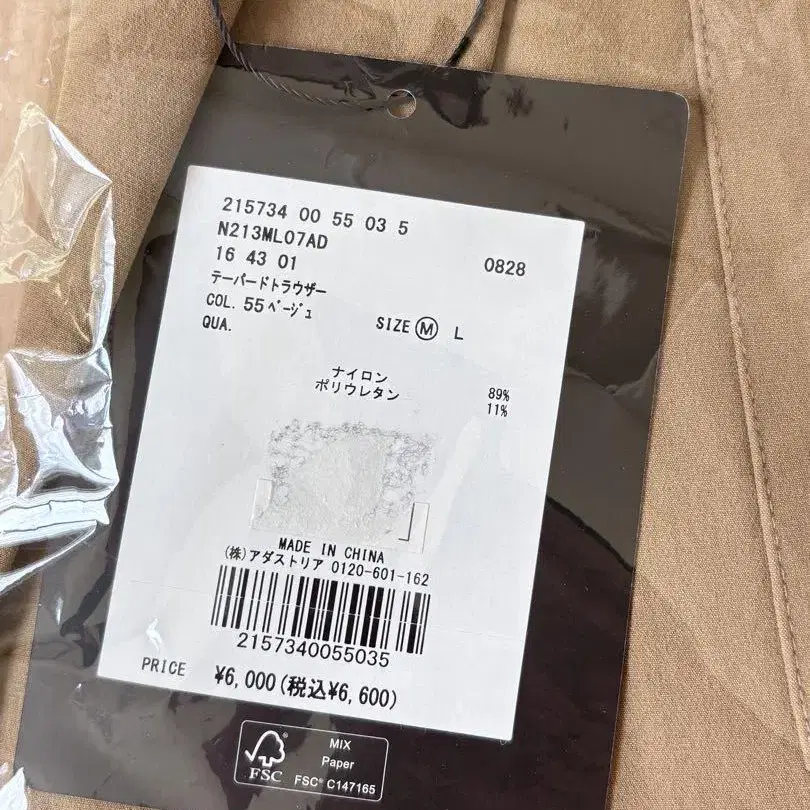 215734 00 55 03 5
N213ML07AD
16 43 01 0828
テーパードトラウザー
COL. 55ベージュ
QUA. SIZE Ⓜ L
ナイロン 89%
ポリウレタン 11%
MADE IN CHINA
(株)アダストリア 0120-601-162
2157340055035
PRICE ¥6,000(税込¥6,600)
FSC®
MIX
Paper
FSC® C147165